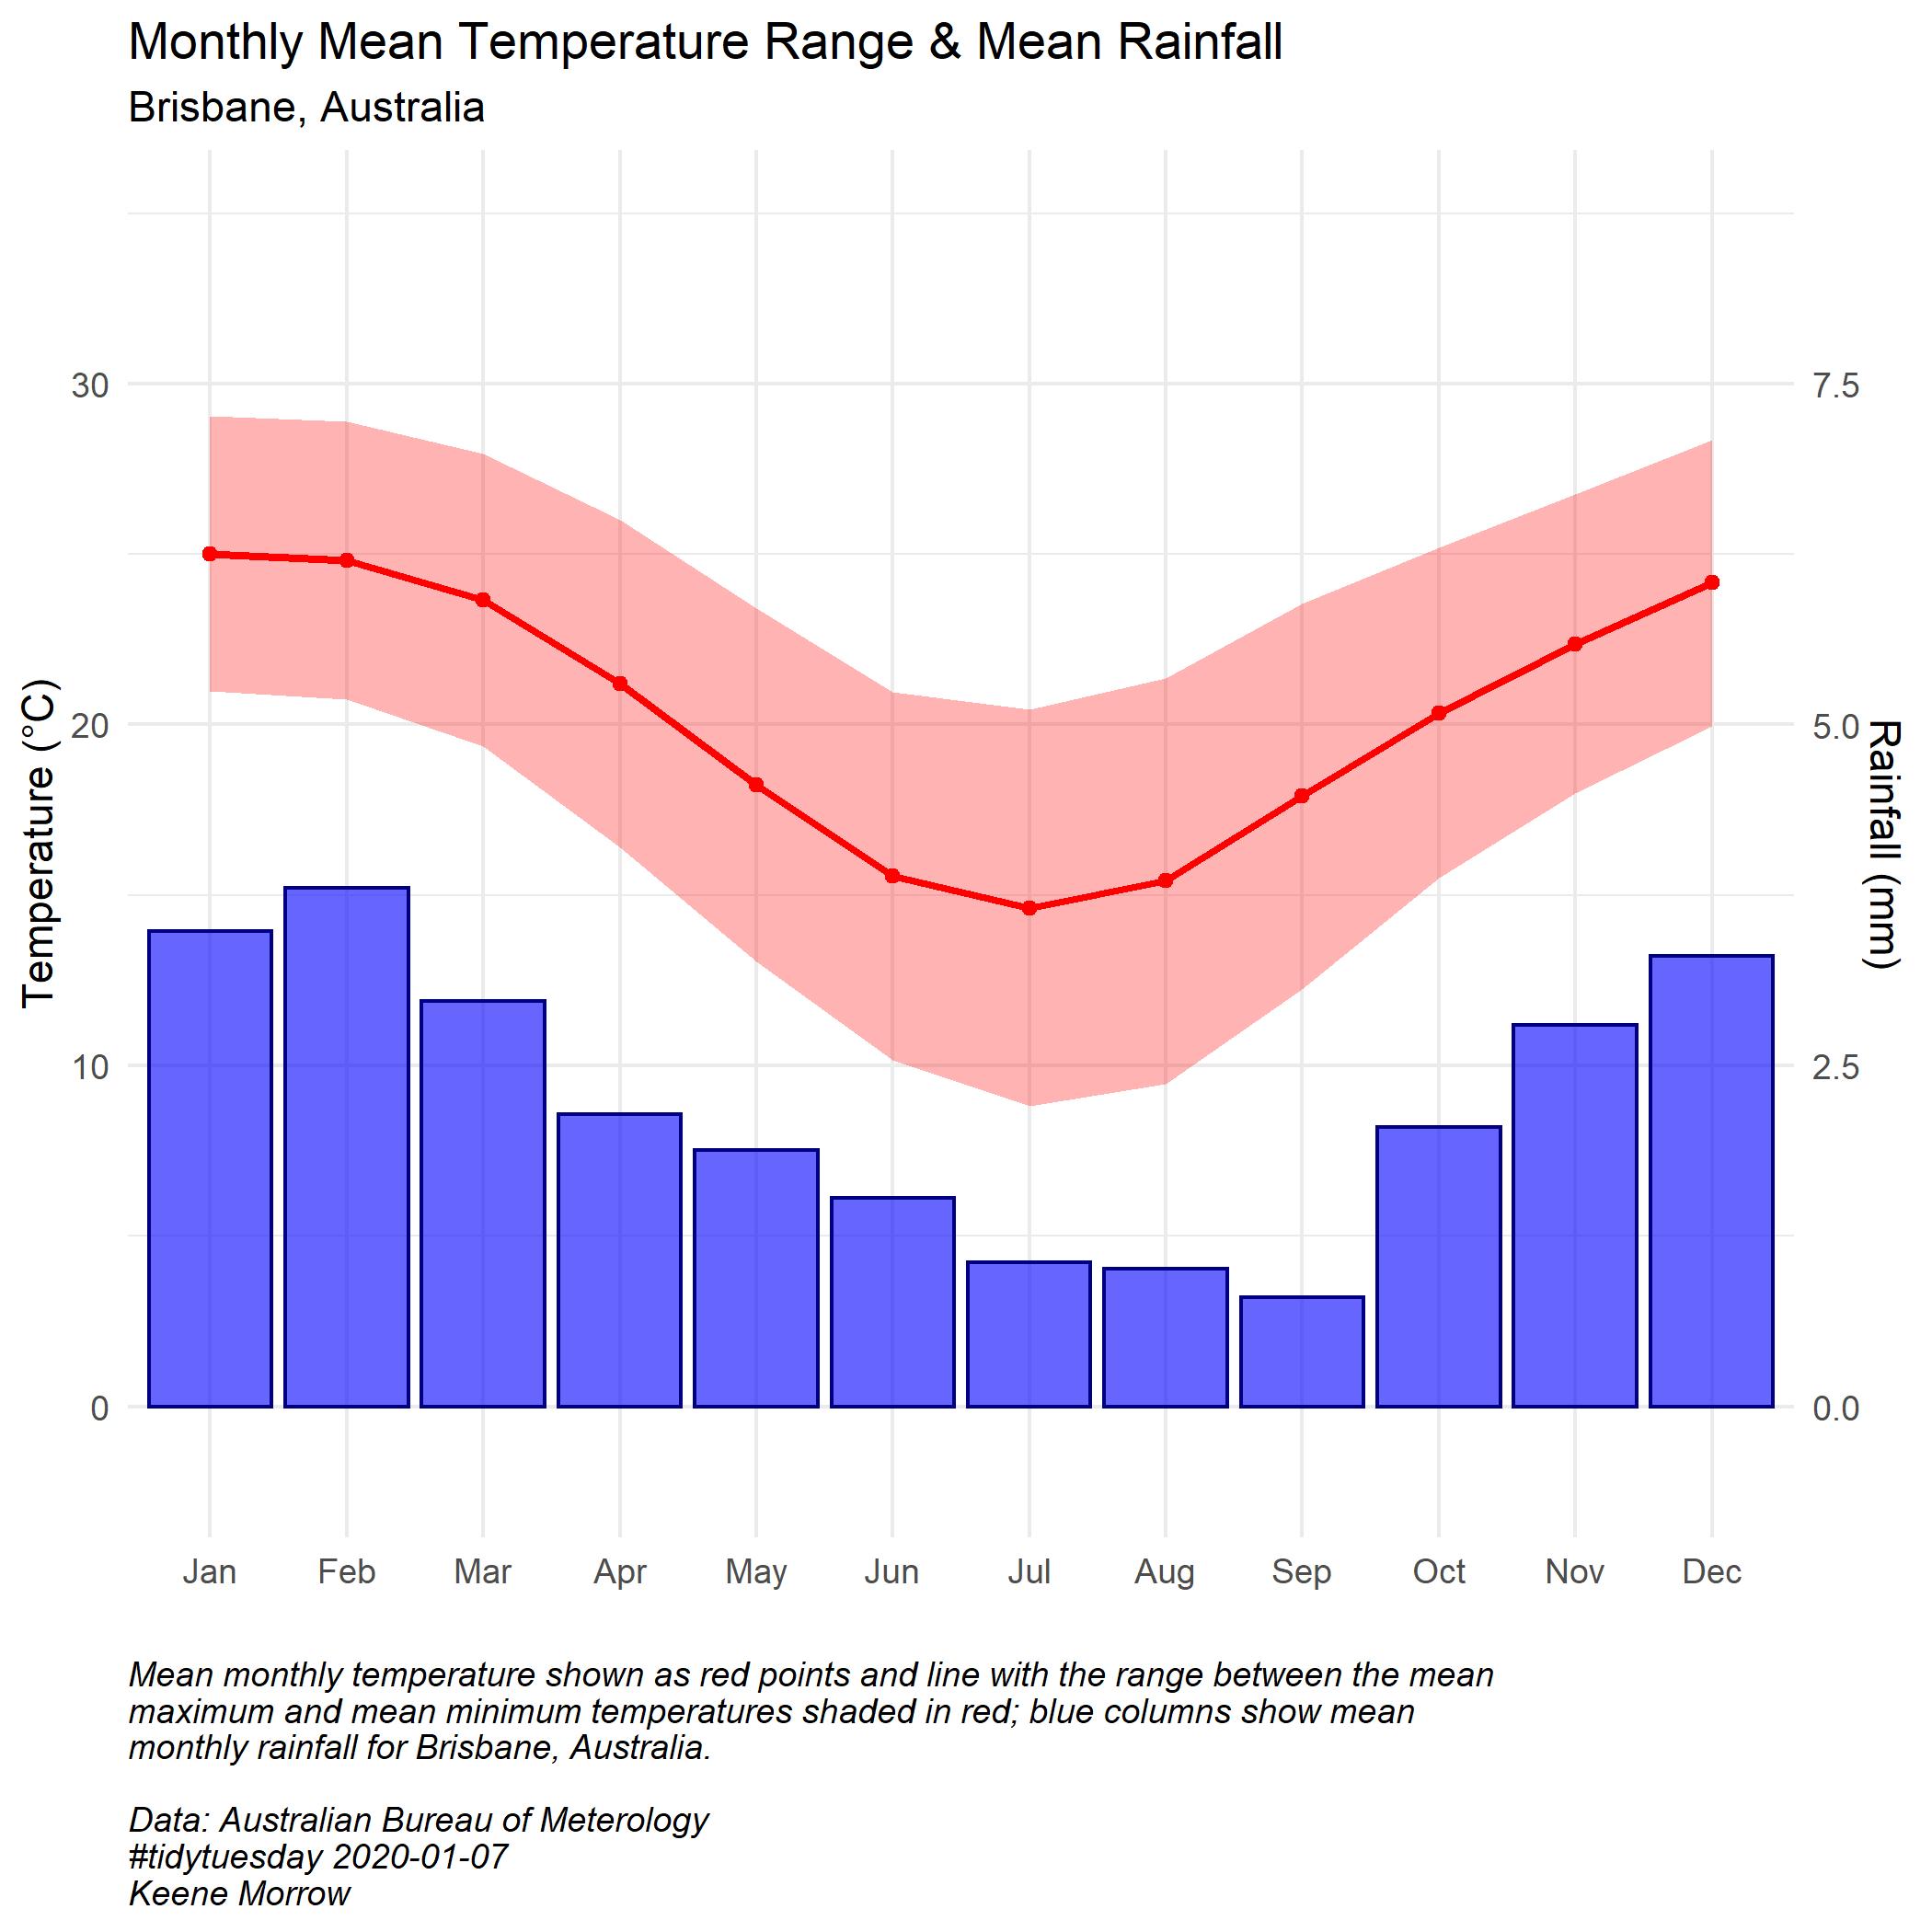 Monthly Mean Temperature Range & Mean Rainfall
Brisbane, Australia
Temperature (°C)
30
20
10
0
7.5
5.0
2.5
0.0
Rainfall (mm)
Jan Feb Mar Apr May Jun Jul Aug Sep Oct Nov Dec
Mean monthly temperature shown as red points and line with the range between the mean
maximum and mean minimum temperatures shaded in red; blue columns show mean
monthly rainfall for Brisbane, Australia.
Data: Australian Bureau of Meterology
#tidytuesday 2020-01-07
Keene Morrow